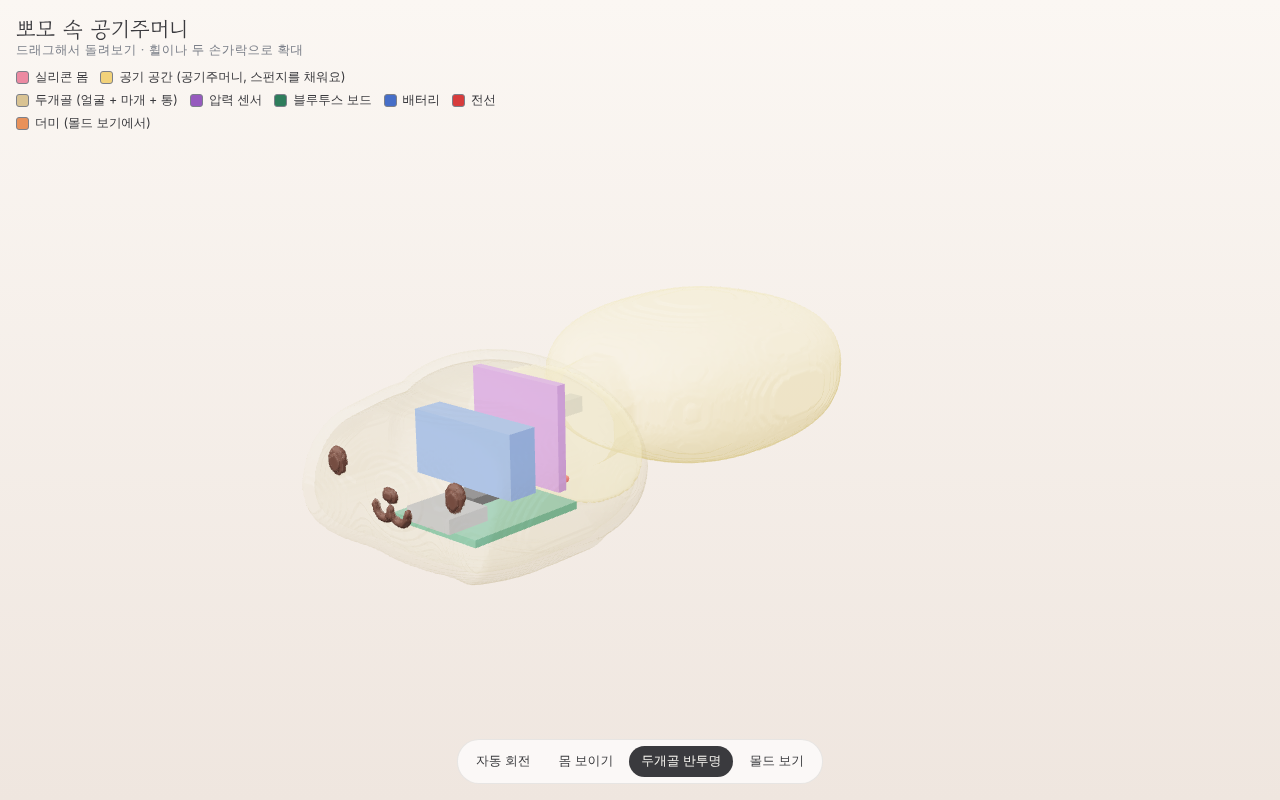 뽀모 속 공기주머니
드래그해서 돌려보기 · 휠이나 두 손가락으로 확대
실리콘 몸 공기 공간 (공기주머니, 스펀지를 채워요)
두개골 (얼굴 + 마개 + 통) 압력 센서 블루투스 보드 배터리 전선
더미 (몰드 보기에서)
자동 회전 몸 보이기 두개골 반투명 몰드 보기